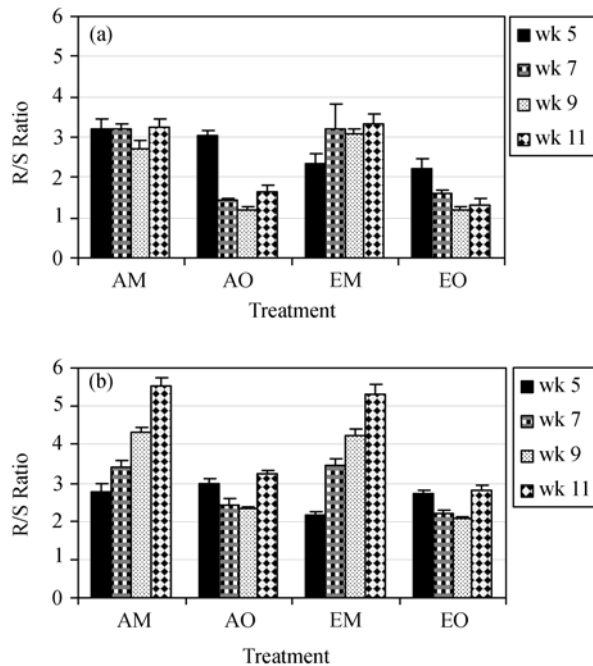 (a)
R/S Ratio
6
5
4
3
2
1
0
AM AO EM EO
Treatment
wk 5
wk 7
wk 9
wk 11
(b)
R/S Ratio
6
5
4
3
2
1
0
AM AO EM EO
Treatment
wk 5
wk 7
wk 9
wk 11